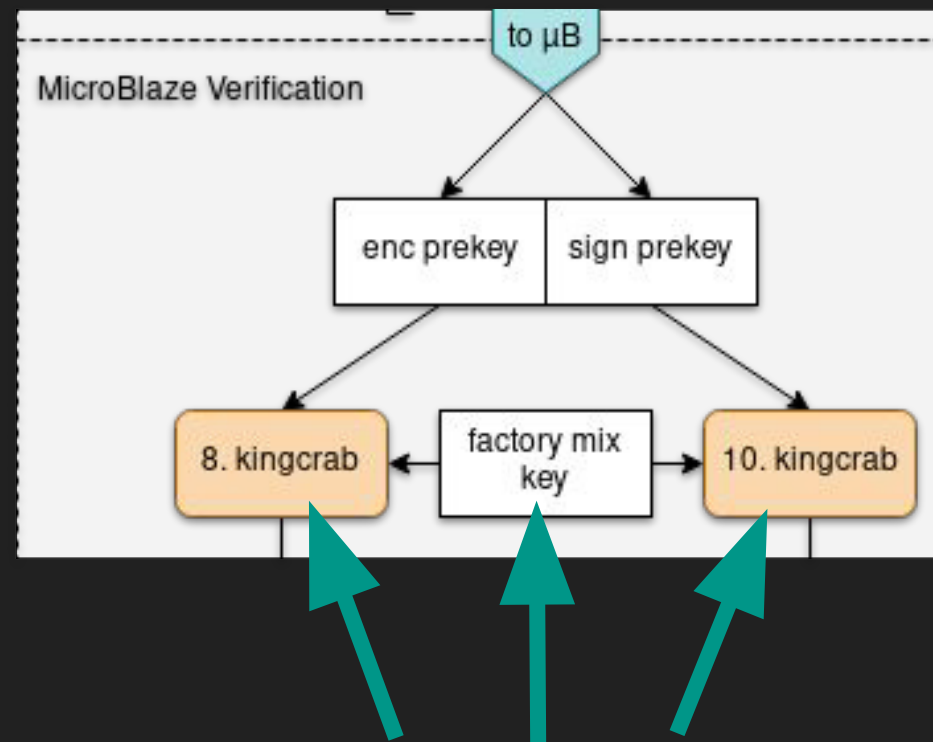 to µB
MicroBlaze Verification
enc prekey
sign prekey
8. kingcrab
factory mix
key
10. kingcrab